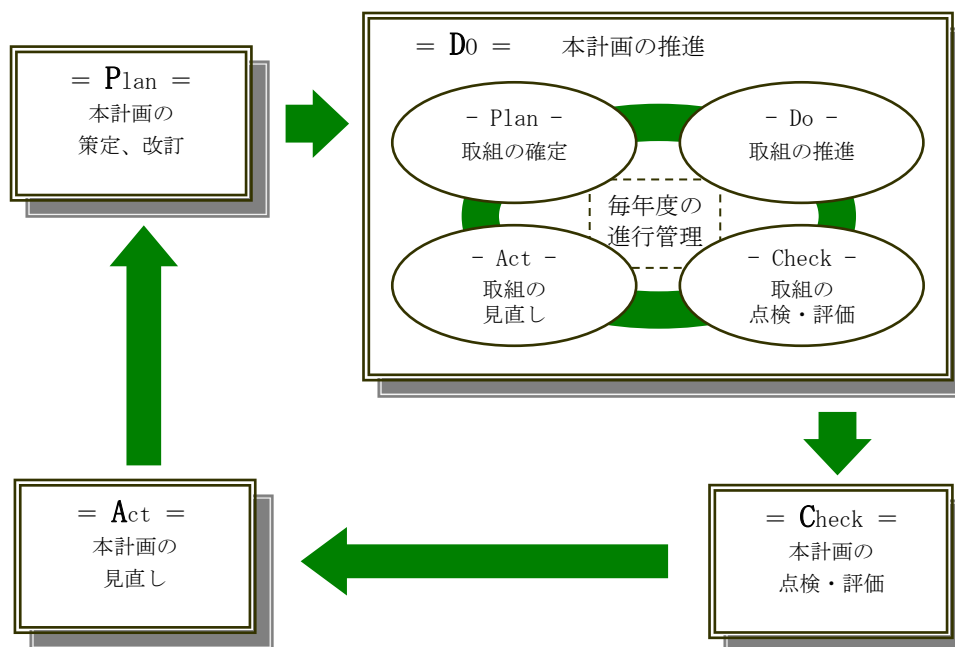 = Plan =
本計画の
策定、改訂
= Do = 本計画の推進
- Plan -
取組の確定
- Do -
取組の推進
毎年度の
進行管理
- Act -
取組の
見直し
- Check -
取組の
点検・評価
= Act =
本計画の
見直し
= Check =
本計画の
点検・評価